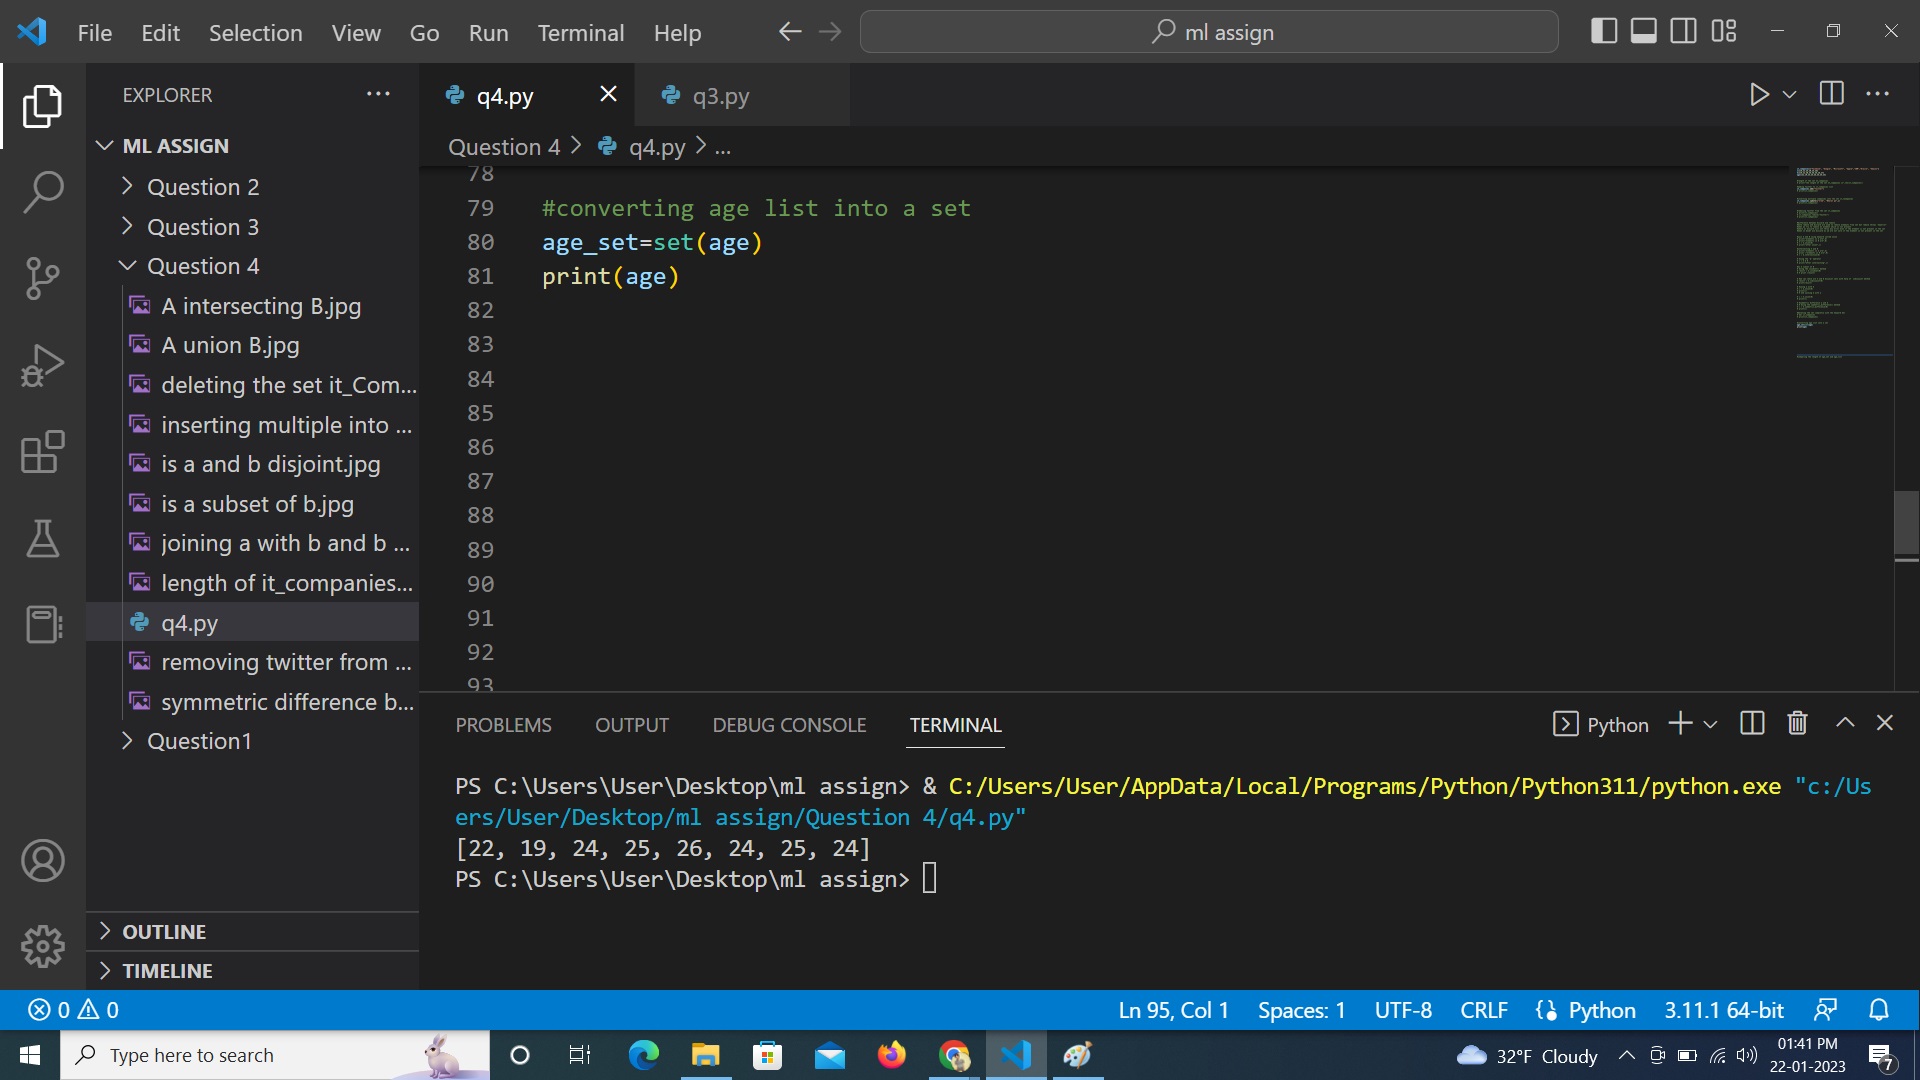 File Edit Selection View Go Run Terminal Help
ml assign
EXPLORER
ML ASSIGN
Question 2
Question 3
Question 4
A intersecting B.jpg
A union B.jpg
deleting the set it_Com...
inserting multiple into ...
is a and b disjoint.jpg
is a subset of b.jpg
joining a with b and b ...
length of it_companies...
q4.py
removing twitter from ...
symmetric difference b...
Question1
OUTLINE
TIMELINE
q4.py
q3.py
Question 4 > q4.py > ...
78
79 #converting age list into a set
80 age_set=set(age)
81 print(age)
82
83
84
85
86
87
88
89
90
91
92
93
PROBLEMS OUTPUT DEBUG CONSOLE TERMINAL
Python
PS C:\Users\User\Desktop\ml assign> & C:/Users/User/AppData/Local/Programs/Python/Python311/python.exe "c:/Us
ers/User/Desktop/ml assign/Question 4/q4.py"
[22, 19, 24, 25, 26, 24, 25, 24]
PS C:\Users\User\Desktop\ml assign>
0 0
Ln 95, Col 1 Spaces: 1 UTF-8 CRLF Python 3.11.1 64-bit
Type here to search
32°F Cloudy
01:41 PM
22-01-2023
7